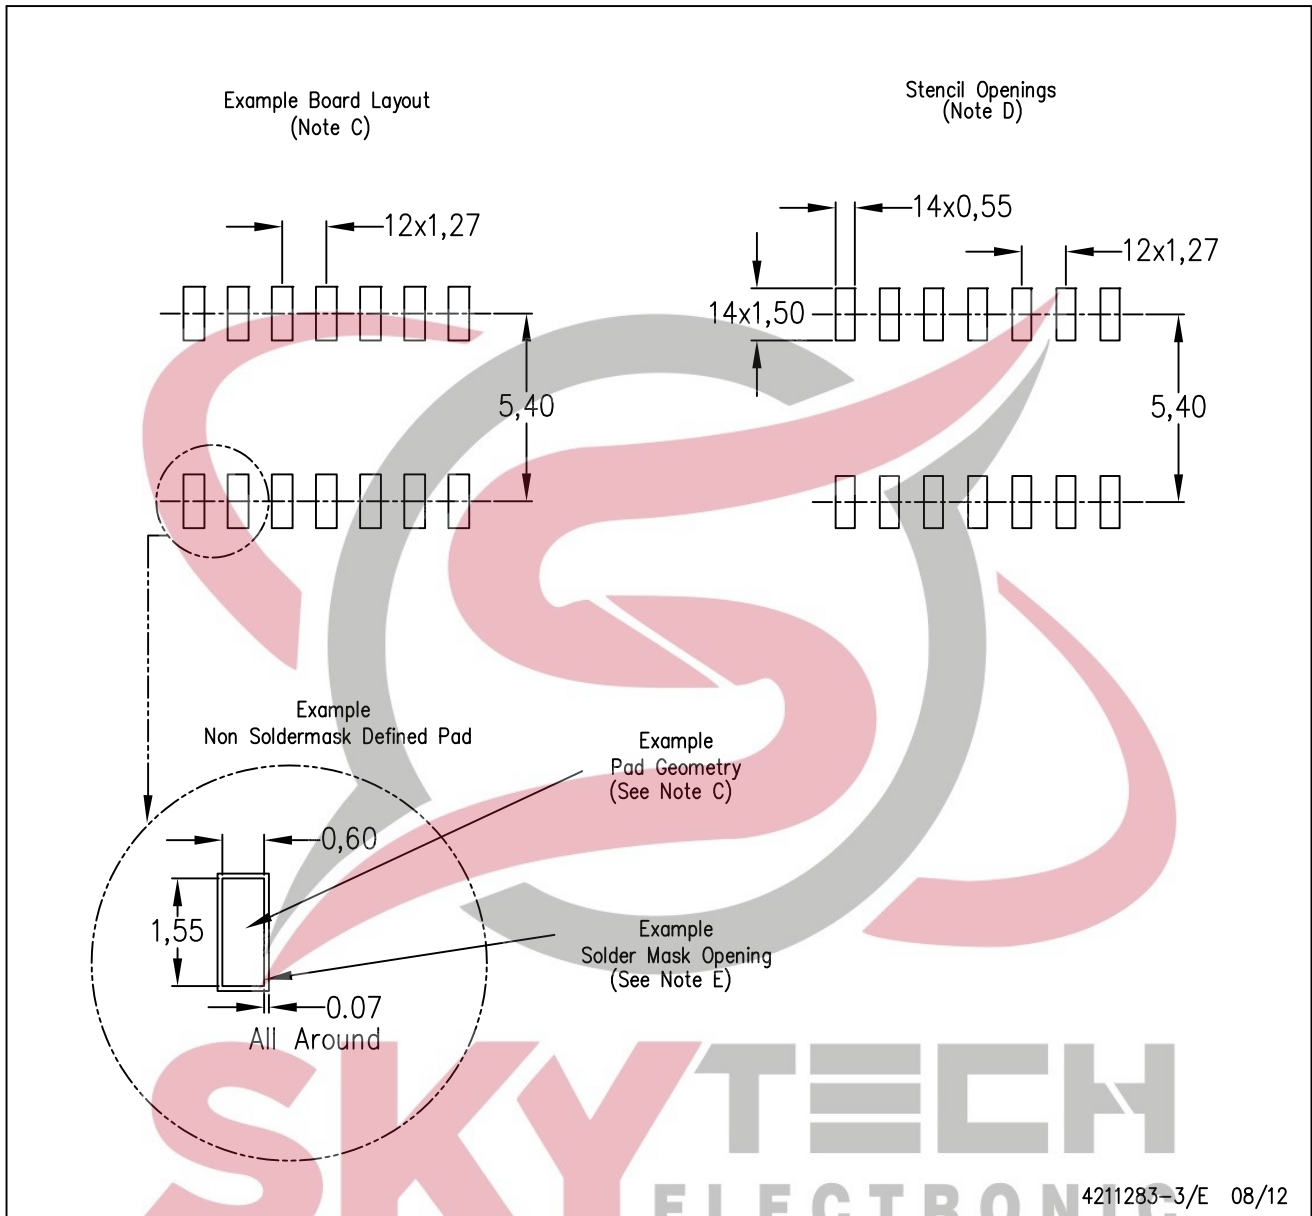 Example Board Layout
(Note C)
Stencil Openings
(Note D)
12x1,27
14x0,55
12x1,27
14x1,50
5,40
5,40
Example
Non Soldermask Defined Pad
Example
Pad Geometry
(See Note C)
0,60
1,55
Example
Solder Mask Opening
(See Note E)
0.07
All Around
SKYTECH
ELECTRONIC
4211283-3/E 08/12